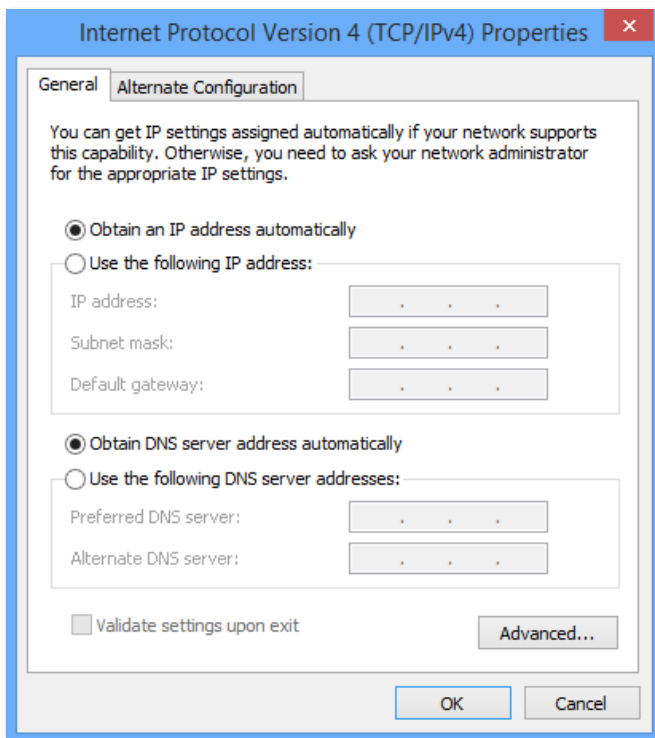 Internet Protocol Version 4 (TCP/IPv4) Properties
General
Alternate Configuration
You can get IP settings assigned automatically if your network supports
this capability. Otherwise, you need to ask your network administrator
for the appropriate IP settings.
Obtain an IP address automatically
Use the following IP address:
IP address:
Subnet mask:
Default gateway:
Obtain DNS server address automatically
Use the following DNS server addresses:
Preferred DNS server:
Alternate DNS server:
Validate settings upon exit
Advanced...
OK
Cancel